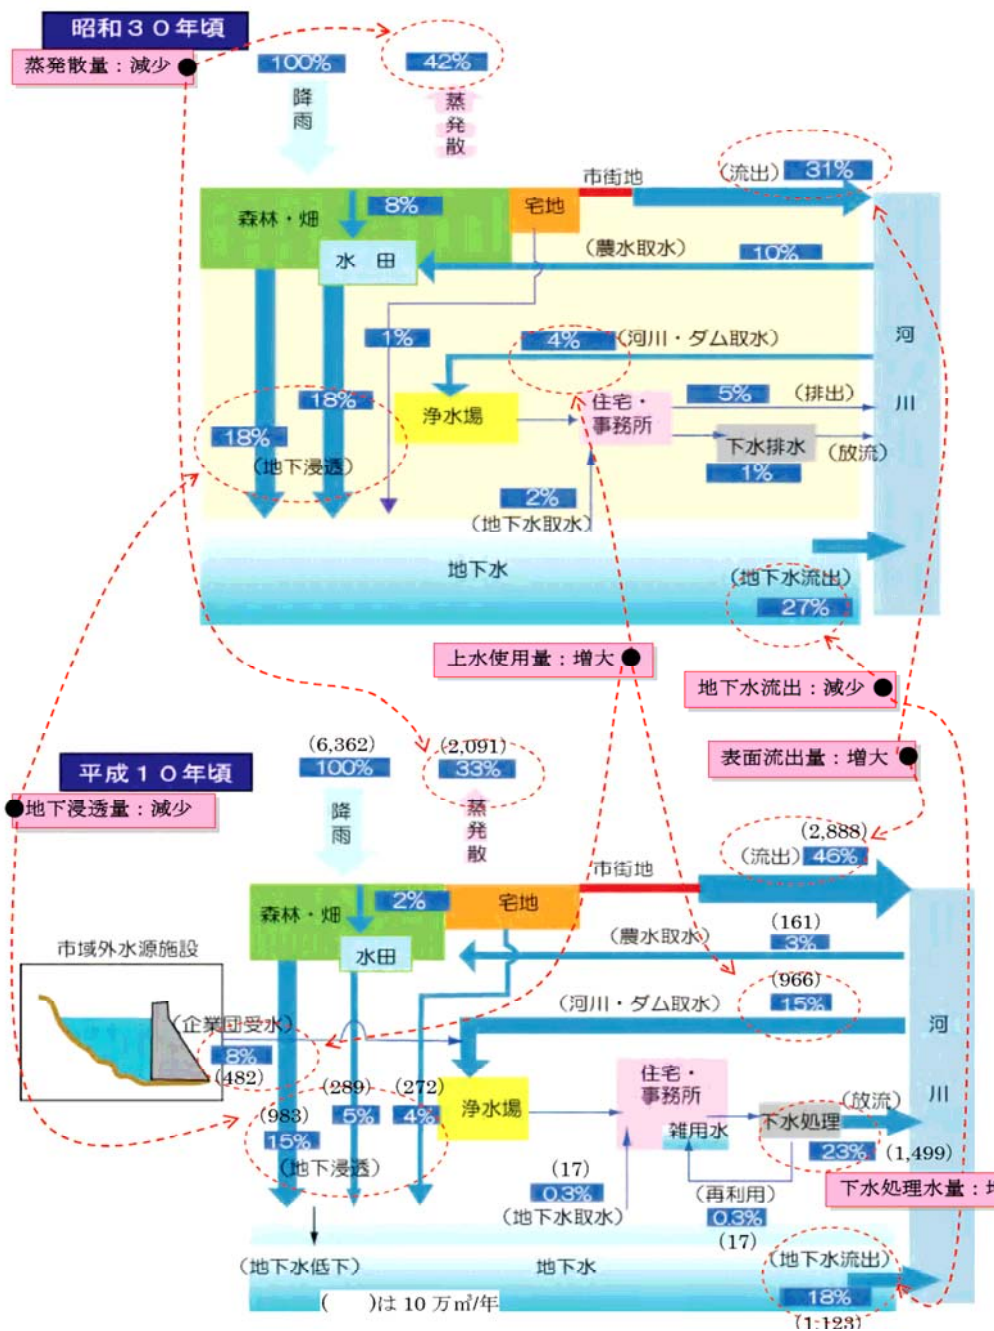 昭和30年頃
蒸発散量：減少
100%
42%
降雨
蒸発散
市街地
（流出）
31%
森林・畑
8%
宅地
水　田
（農水取水）
10%
1%
4%
（河川・ダム取水）
河川
18%
18%
（地下浸透）
浄水場
住宅・
事務所
5%
（排出）
下水排水
（放流）
1%
2%
（地下水取水）
地下水
（地下水流出）
27%
上水使用量：増大
地下水流出：減少
表面流出量：増大
平成10年頃
地下浸透量：減少
(6,362)
100%
(2,091)
33%
降雨
蒸発散
市街地
(2,888)
（流出）
46%
森林・畑
2%
宅地
水田
（農水取水）
(161)
3%
市域外水源施設
（企業団受水）
8%
(482)
（河川・ダム取水）
(966)
15%
河川
(983)
15%
(289)
5%
(272)
4%
（地下浸透）
浄水場
住宅・
事務所
雑用水
下水処理
（放流）
23%
(1,499)
下水処理水量：増
(17)
0.3%
（地下水取水）
（再利用）
0.3%
(17)
（地下水低下）
地下水
（地下水流出）
18%
(1,123)
(　　)は 10 万㎥/年